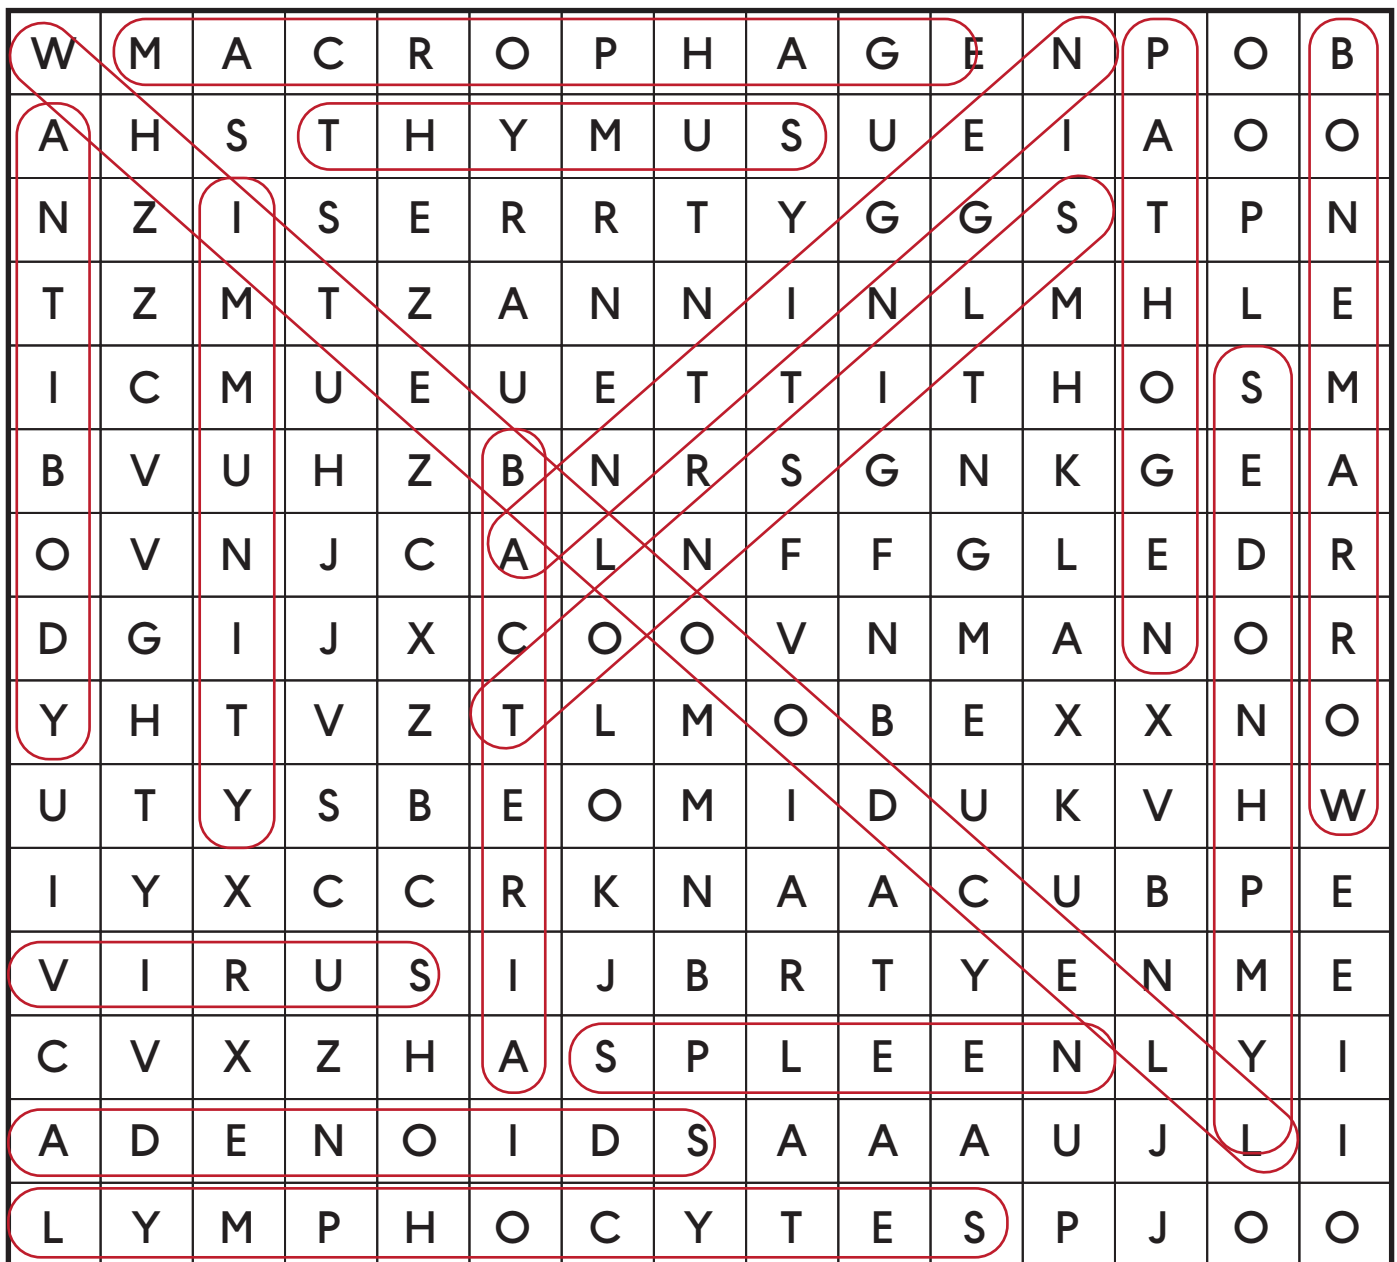 W M A C R O P H A G E N P O B
A H S T H Y M U S U E I A O O
N Z I S E R R T Y G G S T P N
T Z M T Z A N N I N L M H L E
I C M U E U E T T I T H O S M
B V U H Z B N R S G N K G E A
O V N J C A L N F F G L E D R
D G I J X C O O V N M A N O R
Y H T V Z T L M O B E X X N O
U T Y S B E O M I D U K V H W
I Y X C C R K N A A C U B P E
V I R U S I J B R T Y E N M E
C V X Z H A S P L E E N L Y I
A D E N O I D S A A A U J L I
L Y M P H O C Y T E S P J O O